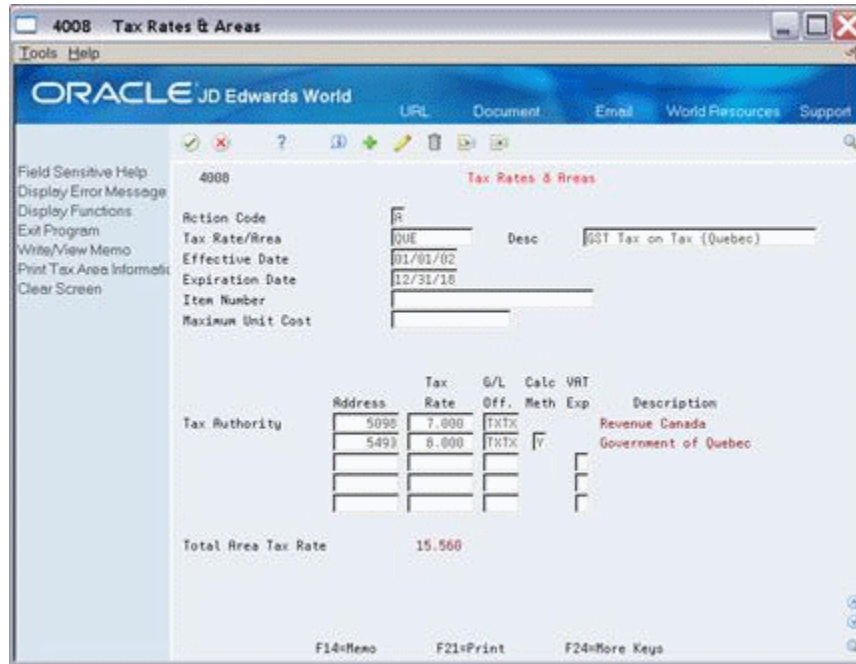 4008 Tax Rates & Areas
Tools Help
ORACLE JD Edwards World
URL Document Email World Resources Support
Field Sensitive Help
Display Error Message
Display Functions
Exit Program
Write/View Memo
Print Tax Area Informatic
Clear Screen
4008 Tax Rates & Areas
Action Code A
Tax Rate/Area QUE Desc GST Tax on Tax (Quebec)
Effective Date 01/01/02
Expiration Date 12/31/18
Item Number
Maximum Unit Cost
Tax G/L Calc VAT
Address Rate Off. Meth Exp Description
Tax Authority 5098 7.000 TXTX Revenue Canada
5493 8.000 TXTX Y Government of Quebec
Total Area Tax Rate 15.560
F14=Memo F21=Print F24=More Keys